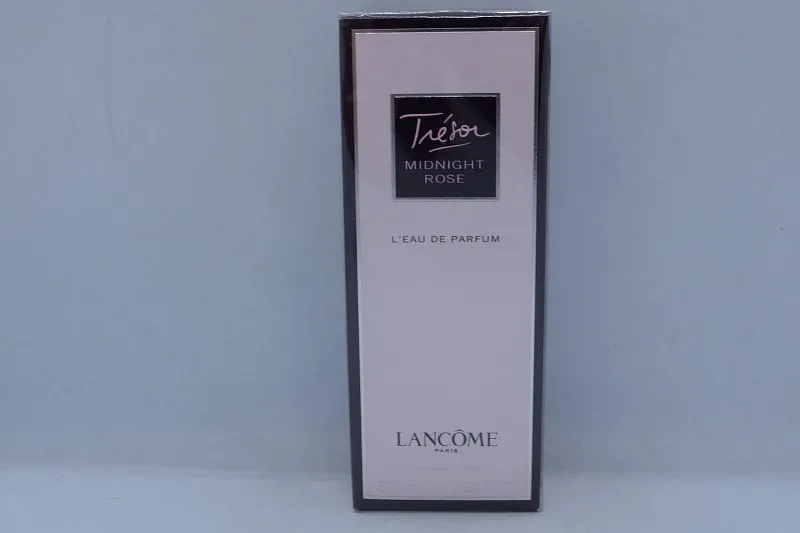 Trésor
MIDNIGHT
ROSE
L'EAU DE PARFUM
LANCÔME
PARIS